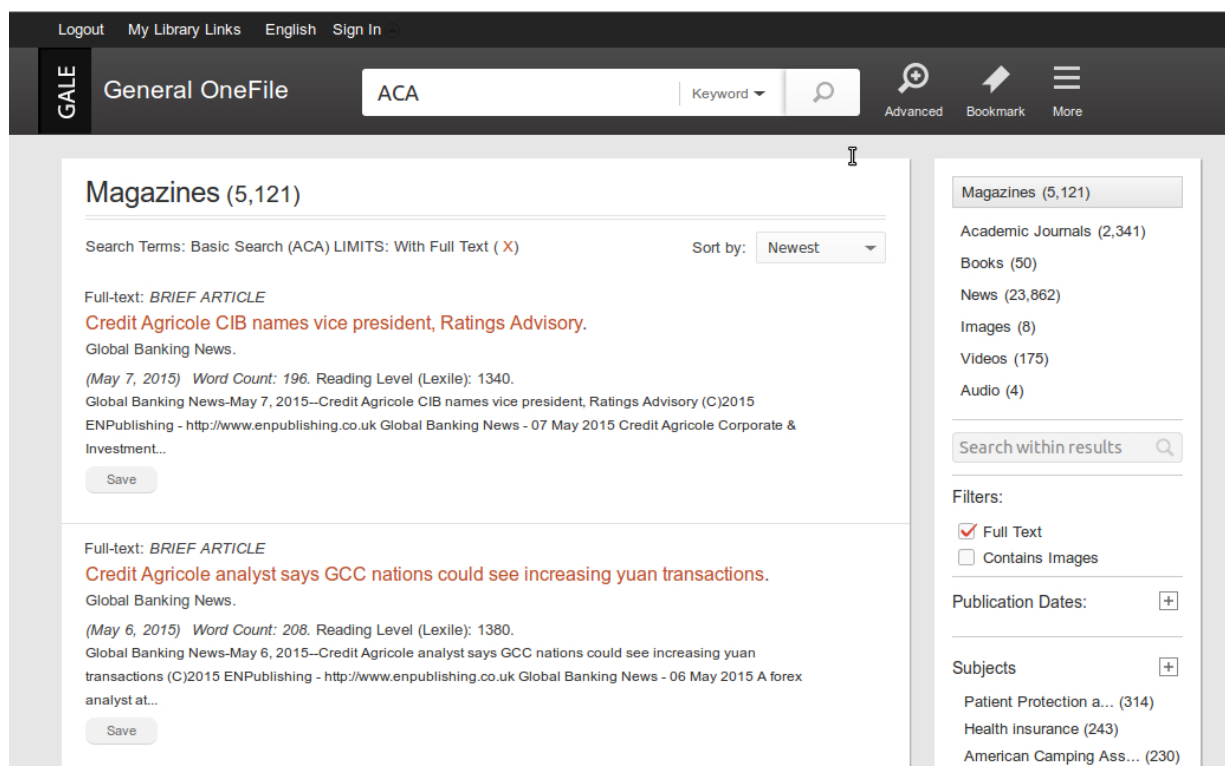 Logout My Library Links English Sign In
GALE
General OneFile
ACA
Keyword
Advanced
Bookmark
More
Magazines (5,121)
Search Terms: Basic Search (ACA) LIMITS: With Full Text ( X)
Sort by: Newest
Full-text: BRIEF ARTICLE
Credit Agricole CIB names vice president, Ratings Advisory.
Global Banking News.
(May 7, 2015) Word Count: 196. Reading Level (Lexile): 1340.
Global Banking News-May 7, 2015--Credit Agricole CIB names vice president, Ratings Advisory (C)2015
ENPublishing - http://www.enpublishing.co.uk Global Banking News - 07 May 2015 Credit Agricole Corporate &
Investment...
Save
Full-text: BRIEF ARTICLE
Credit Agricole analyst says GCC nations could see increasing yuan transactions.
Global Banking News.
(May 6, 2015) Word Count: 208. Reading Level (Lexile): 1380.
Global Banking News-May 6, 2015--Credit Agricole analyst says GCC nations could see increasing yuan
transactions (C)2015 ENPublishing - http://www.enpublishing.co.uk Global Banking News - 06 May 2015 A forex
analyst at...
Save
Magazines (5,121)
Academic Journals (2,341)
Books (50)
News (23,862)
Images (8)
Videos (175)
Audio (4)
Search within results
Filters:
Full Text
Contains Images
Publication Dates:
Subjects
Patient Protection a... (314)
Health insurance (243)
American Camping Ass... (230)